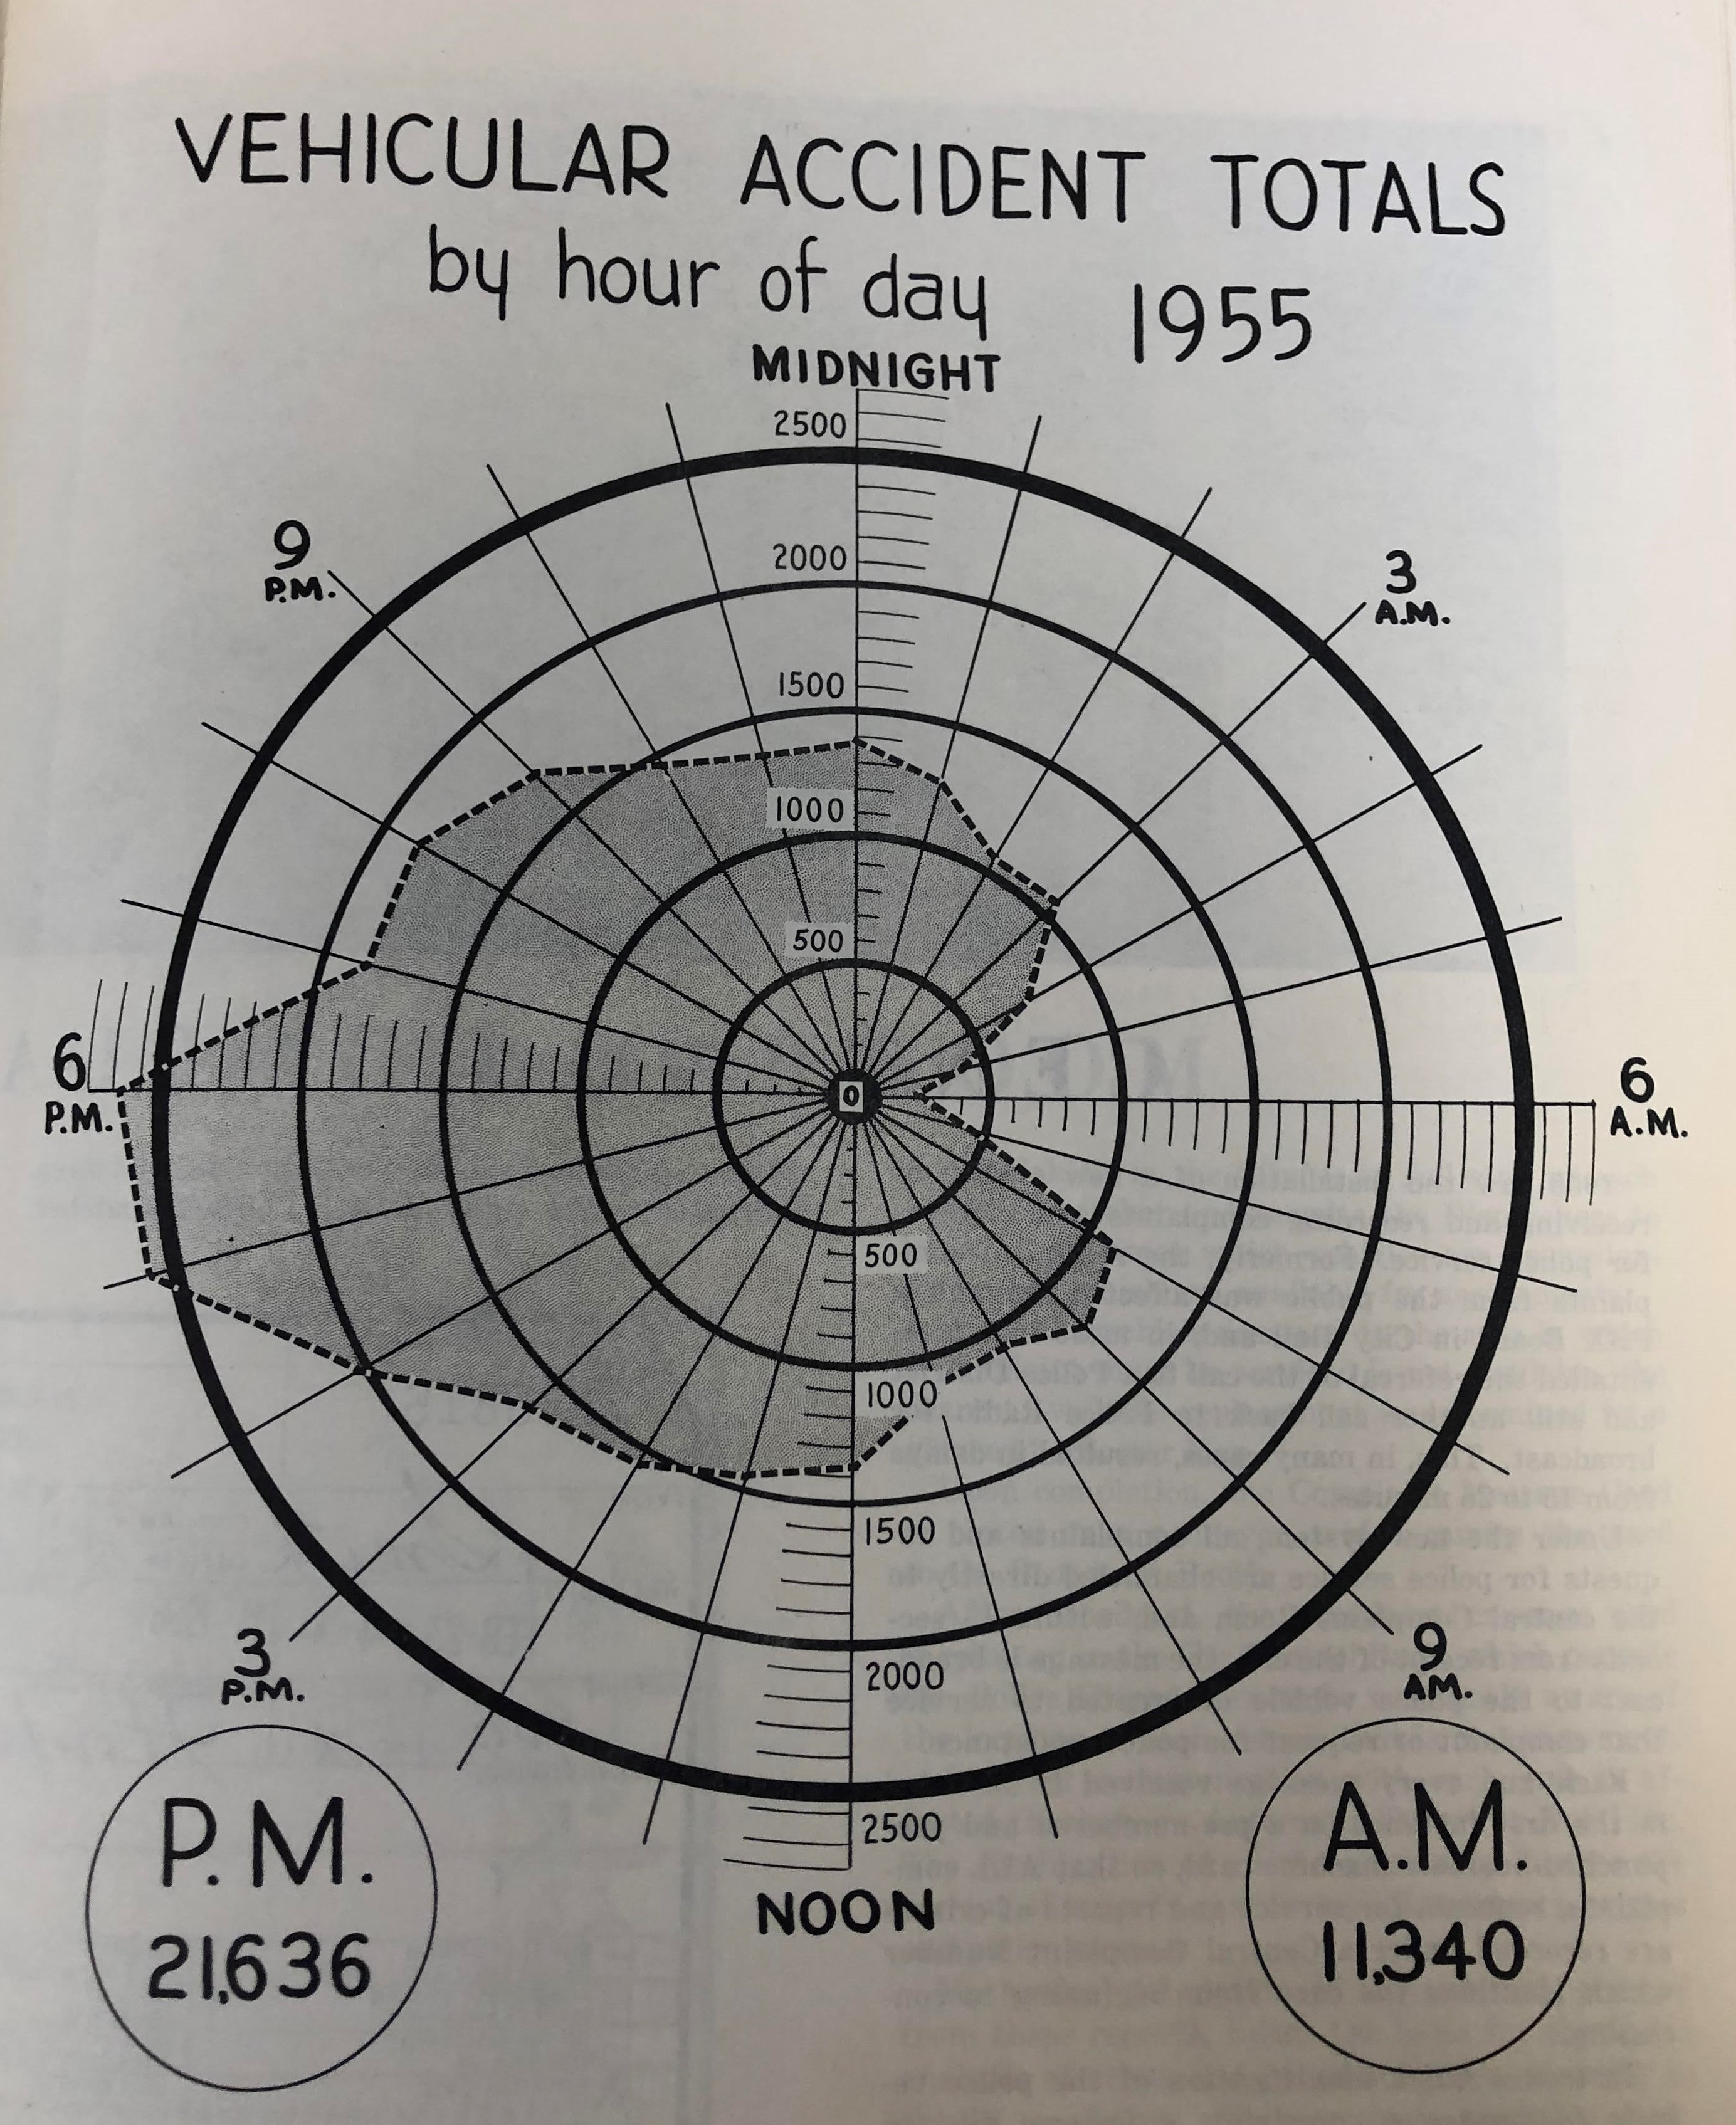 VEHICULAR ACCIDENT TOTALS
by hour of day 1955
MIDNIGHT
2500
2000
1500
1000
500
0
9
P.M.
3
A.M.
6
P.M.
6
A.M.
500
1000
1500
2000
2500
3
P.M.
9
A.M.
NOON
P.M.
21,636
A.M.
11,340